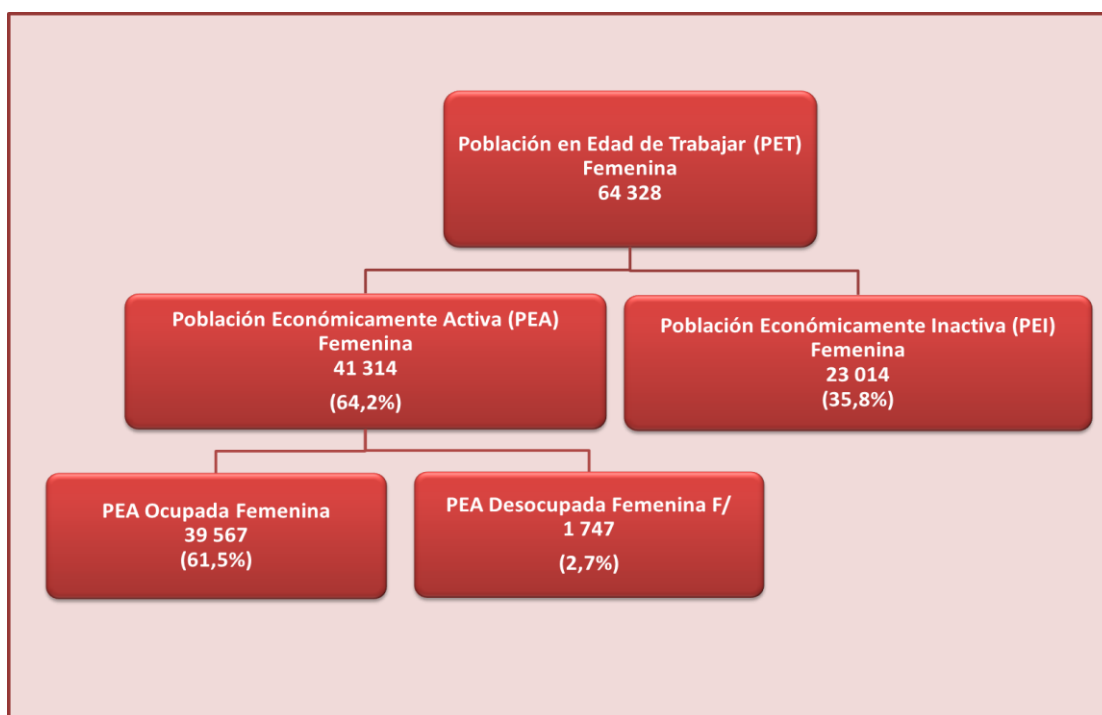 Población en Edad de Trabajar (PET)
Femenina
64 328
Población Económicamente Activa (PEA)
Femenina
41 314
(64,2%)
Población Económicamente Inactiva (PEI)
Femenina
23 014
(35,8%)
PEA Ocupada Femenina
39 567
(61,5%)
PEA Desocupada Femenina F/
1 747
(2,7%)